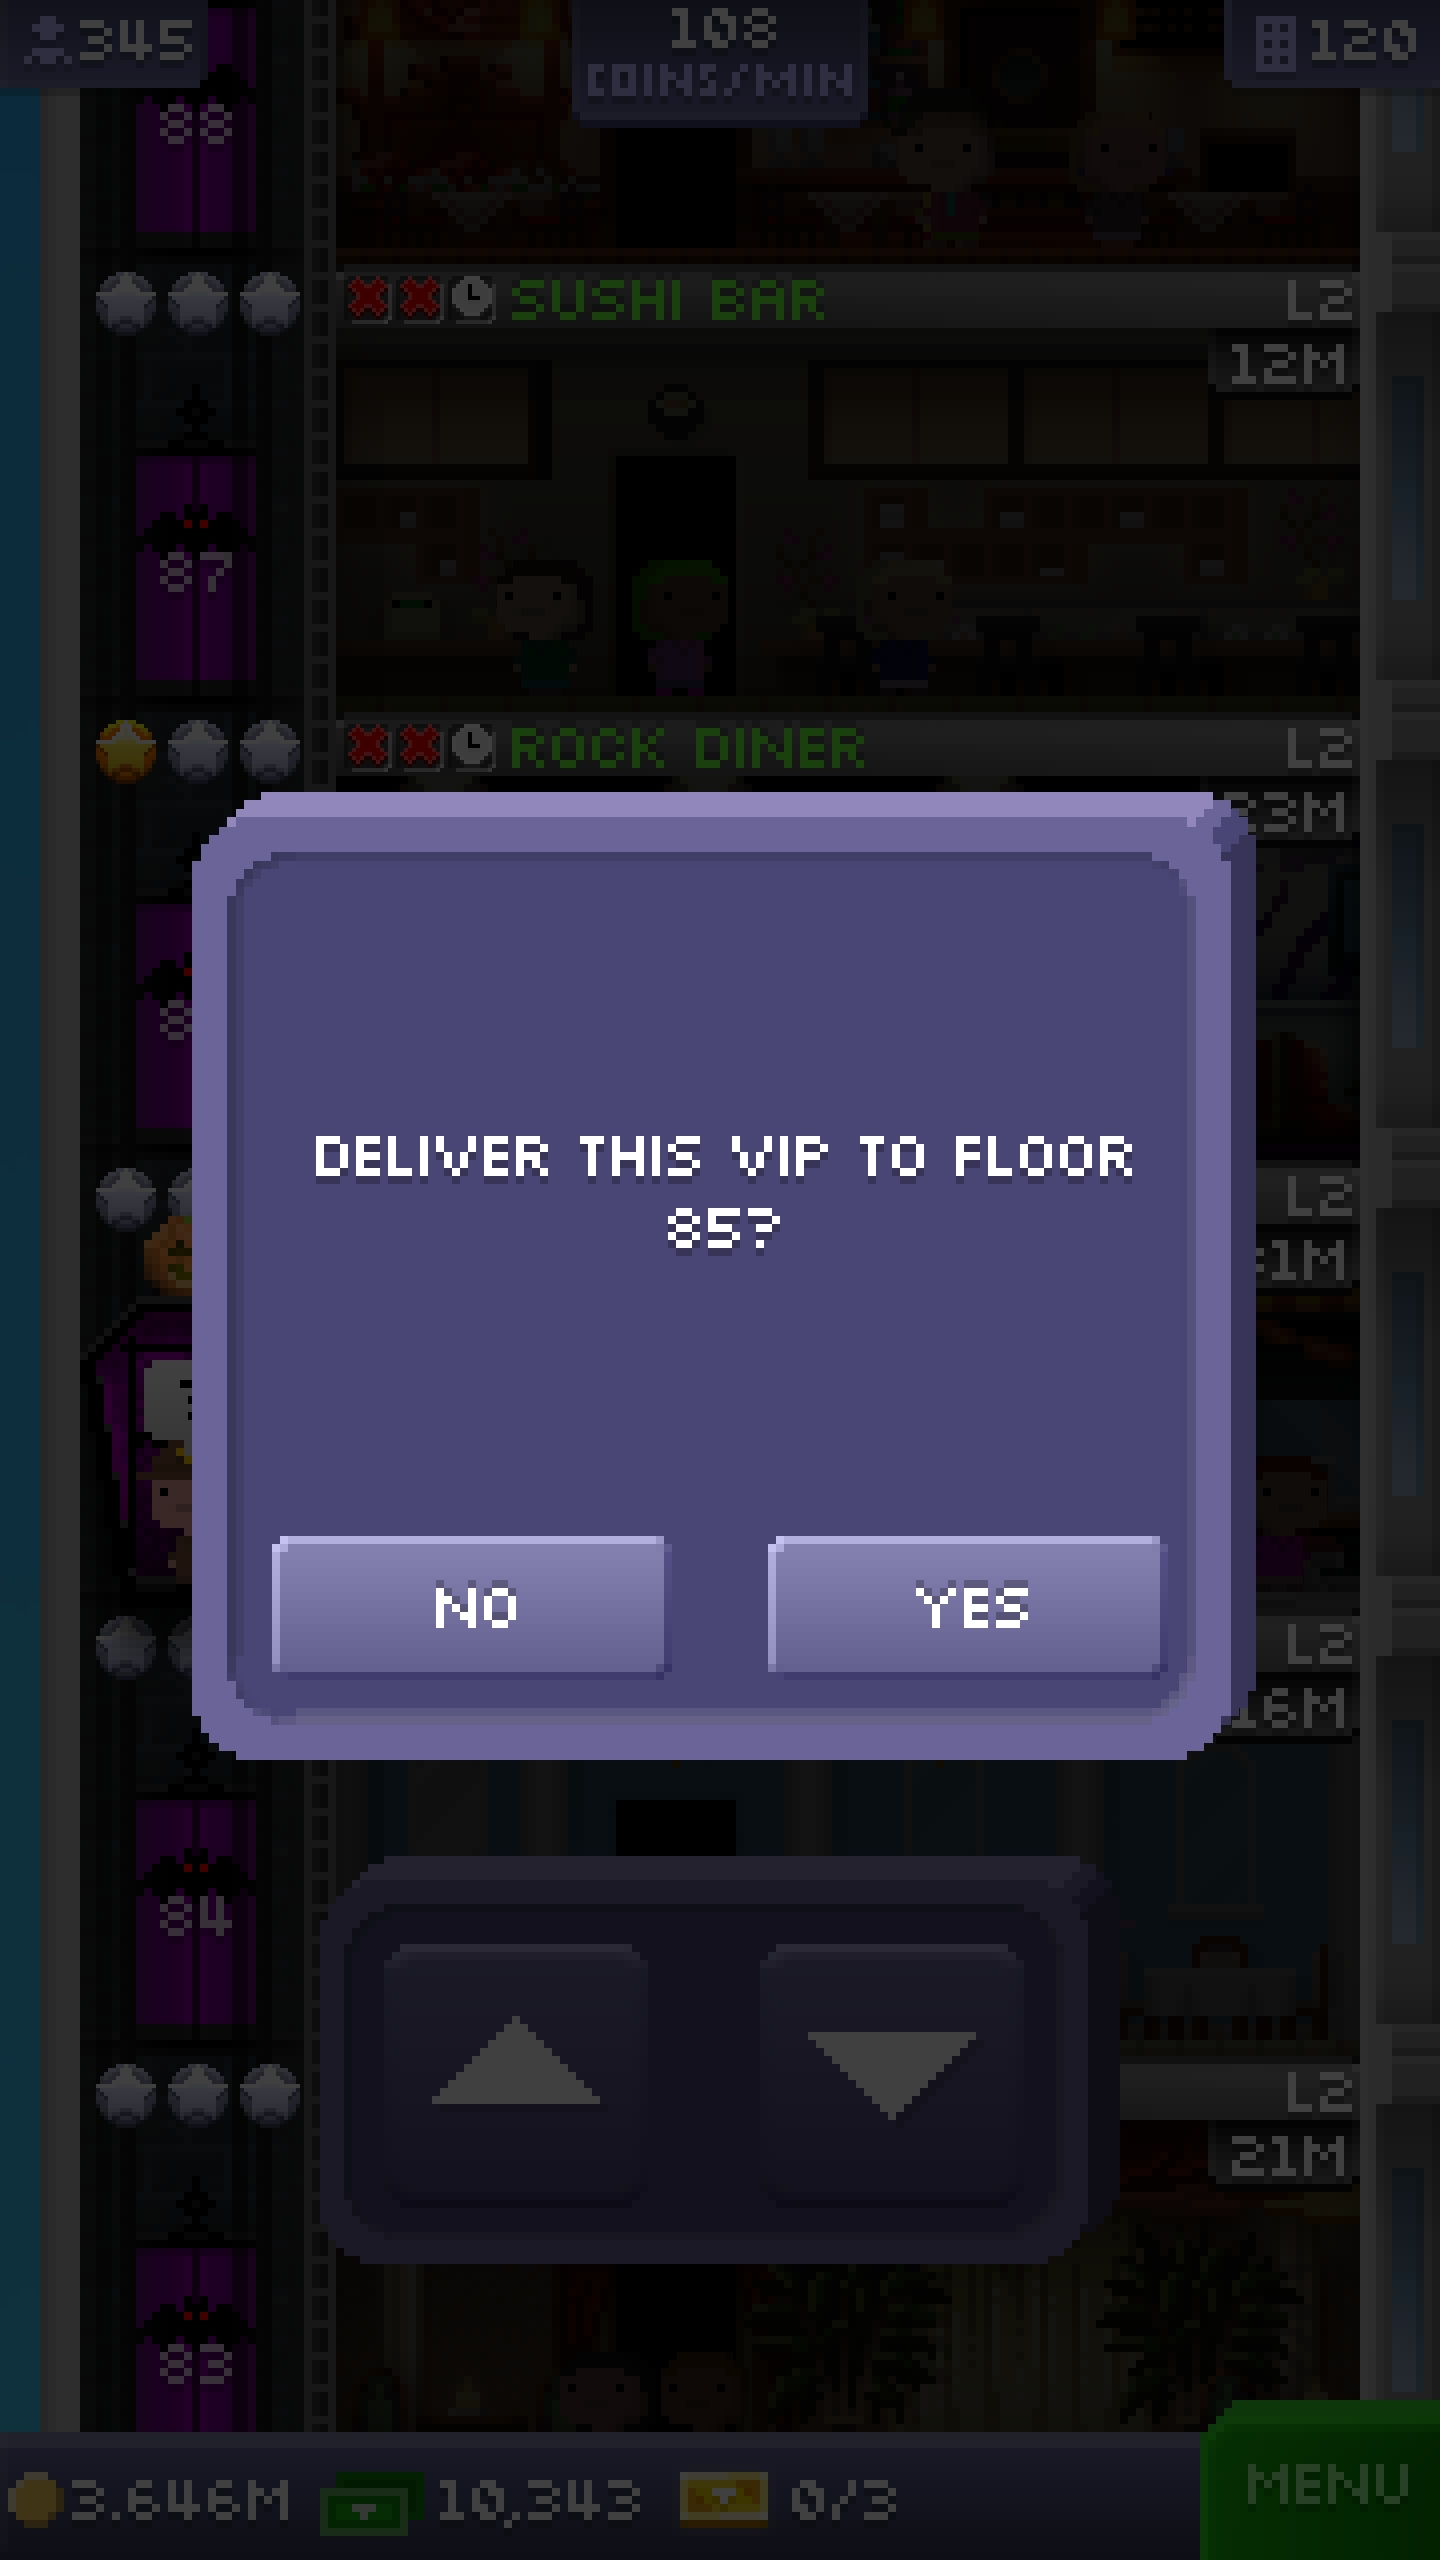 345
108
COINS/MIN
120
88
SUSHI BAR
L2
12M
87
ROCK DINER
L2
23M
L2
L2
16M
DELIVER THIS VIP TO FLOOR
85?
NO
YES
84
L2
21M
83
3.646M
10,343
0/3
MENU